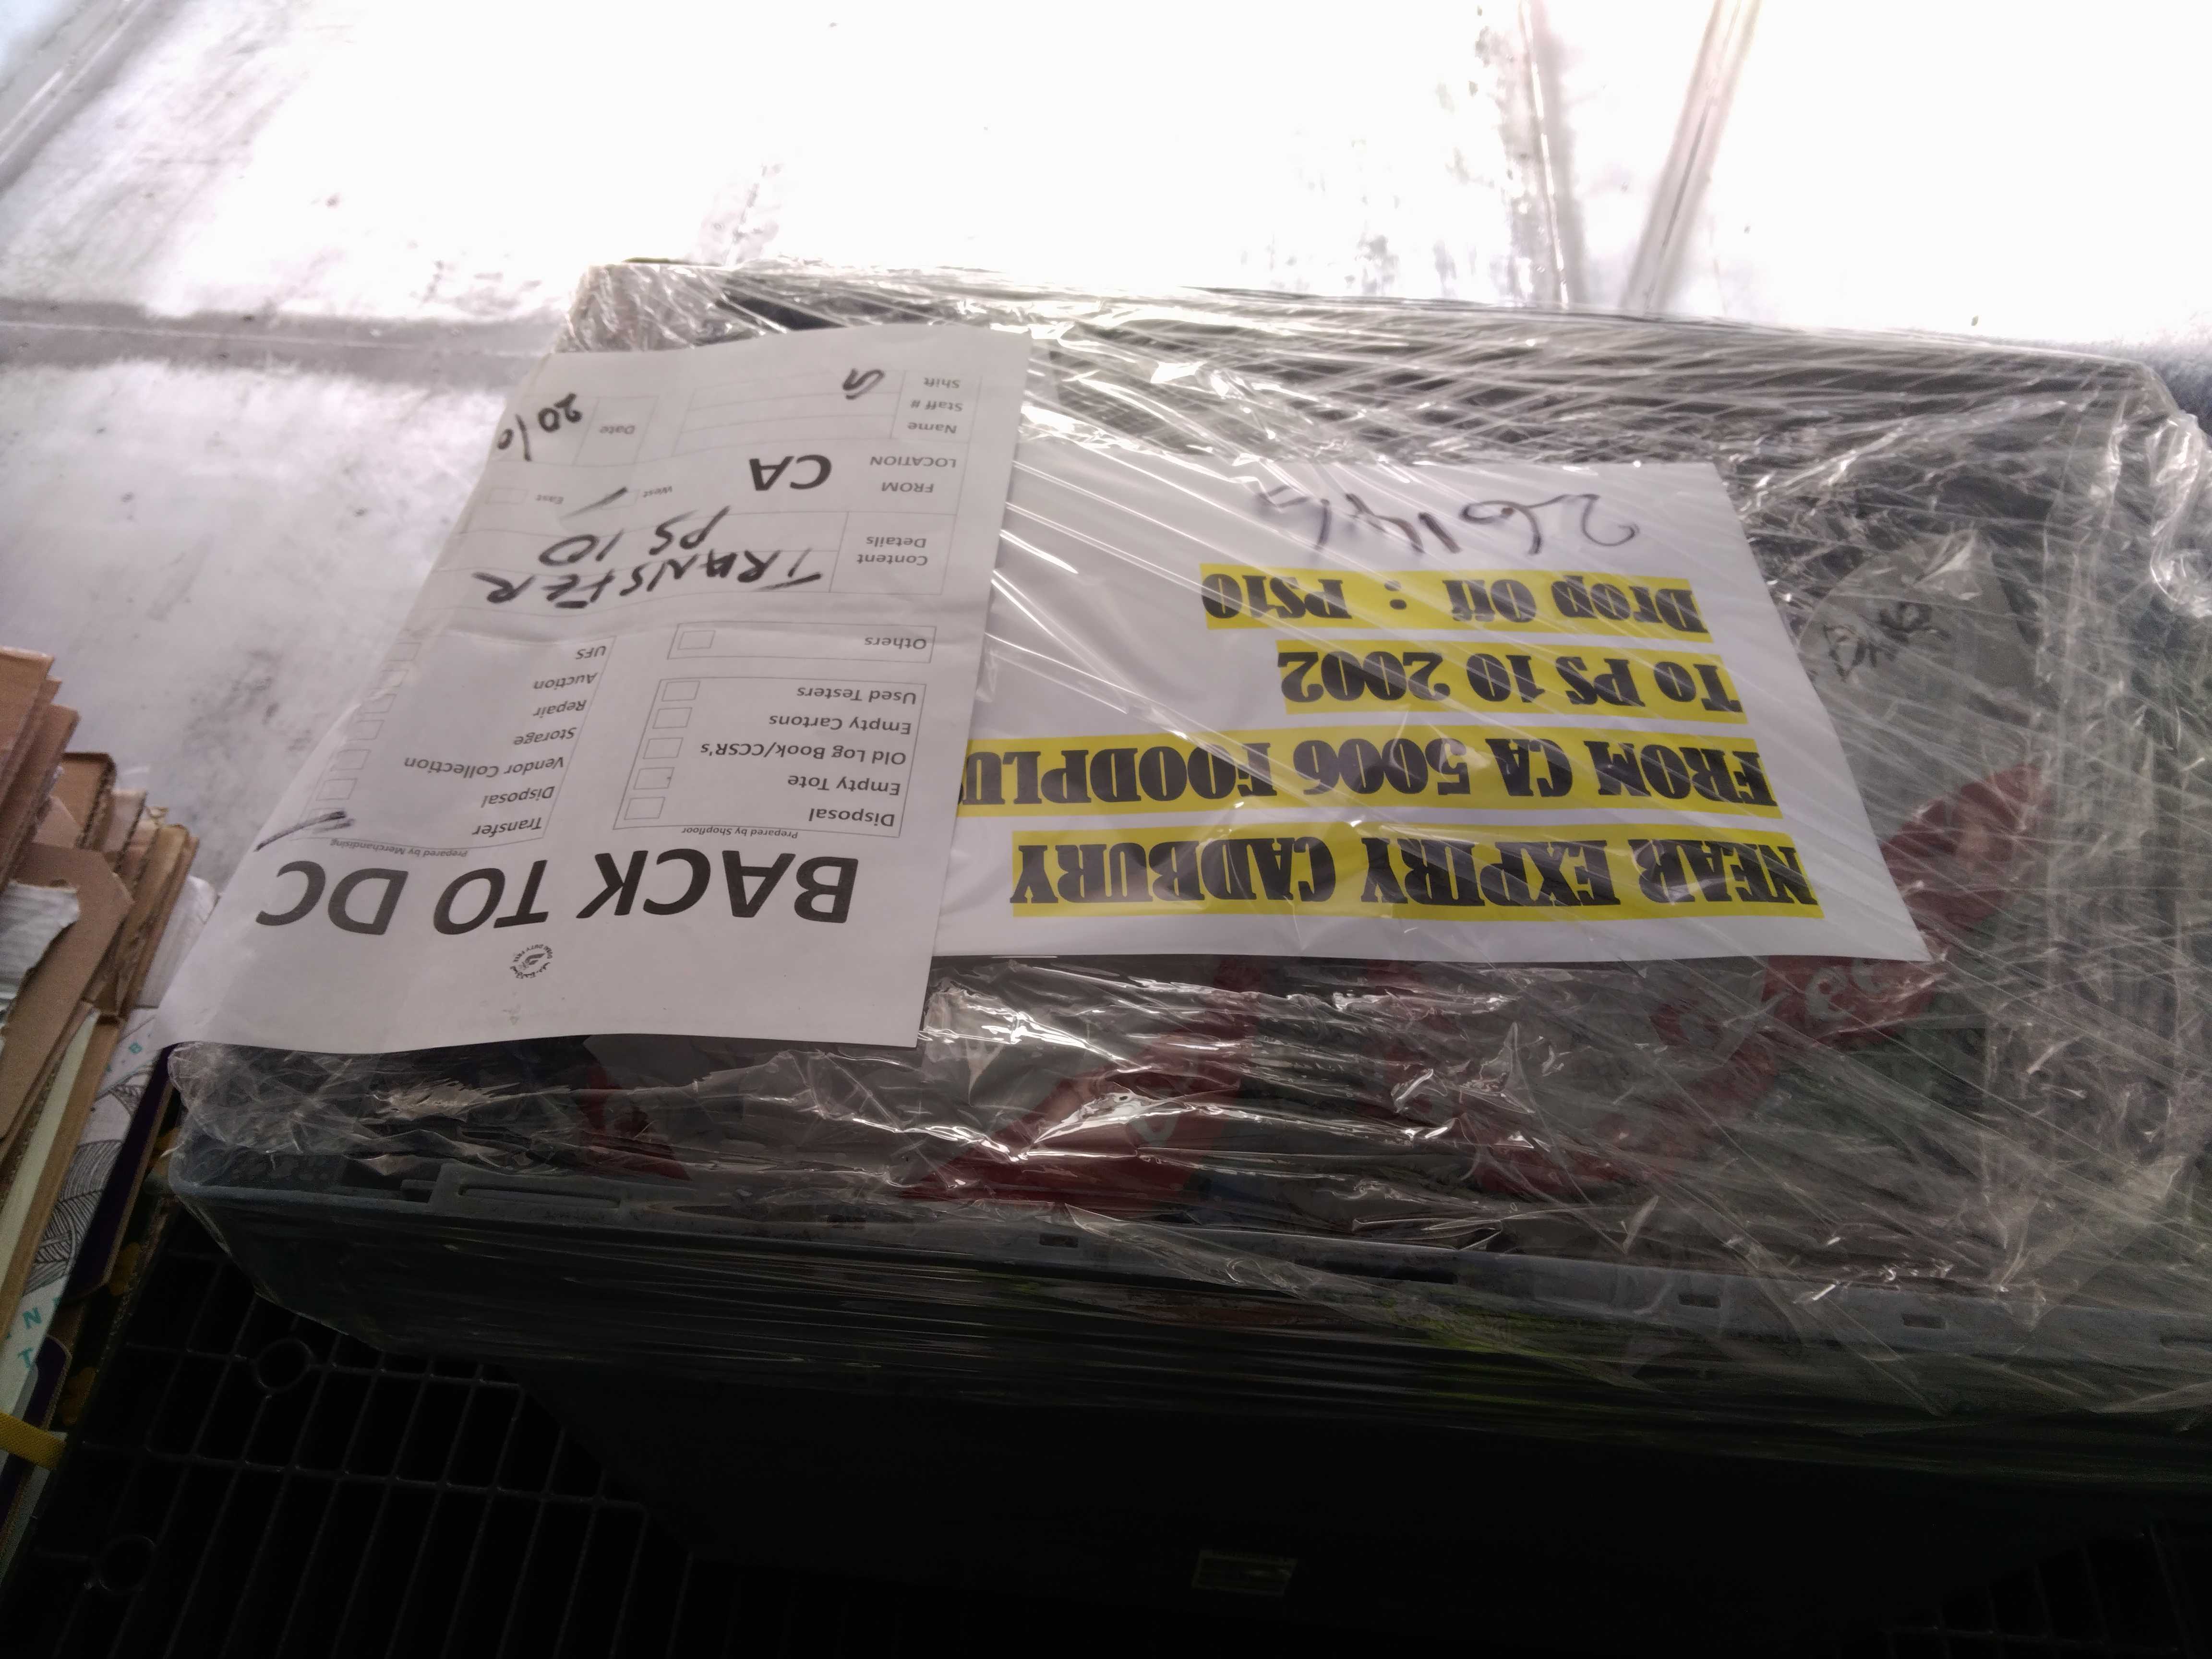 BACK TO DC
Prepared by Shopfloor
Disposal
Empty Tote
Old Log Book/CCSR's
Empty Cartons
Used Testers
Others
Prepared by Merchandising
Transfer
Disposal
Vendor Collection
Storage
Repair
Auction
UFS
Content
Details
TRANSFER
PS 10
FROM
LOCATION
CA
West
East
Name
Staff #
Shift
Date
20/6
NEAR EXPIRY CADBURY
FROM CA 5006 FOODPLU
To PS 10 2002
Drop Off : PS10